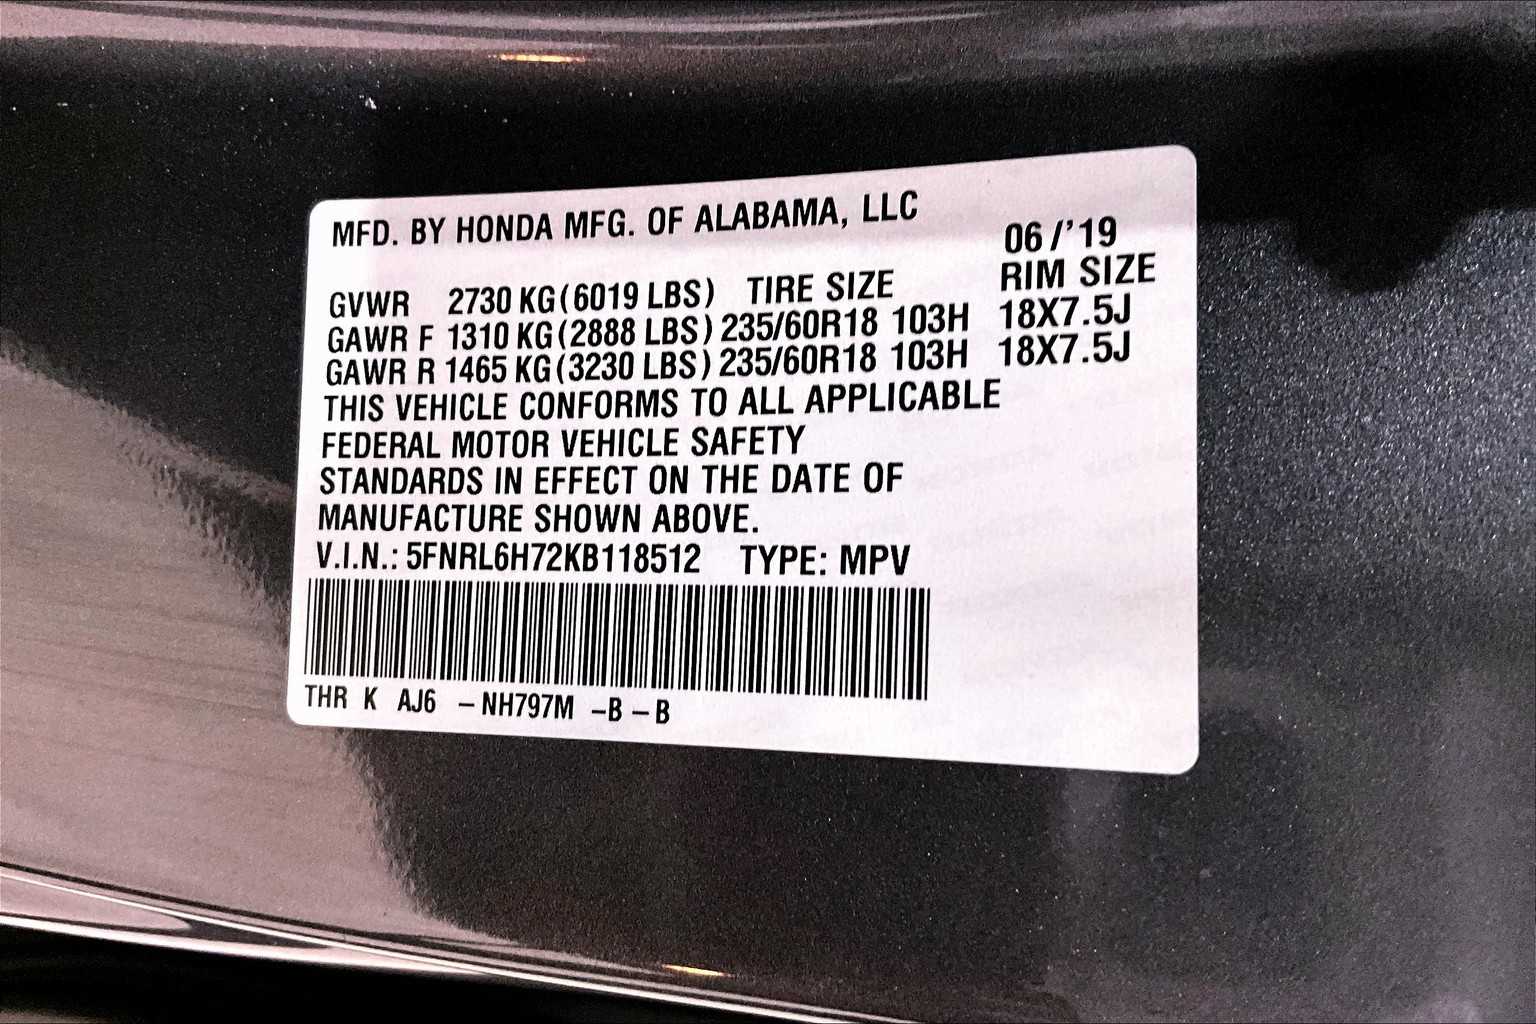 MFD. BY HONDA MFG. OF ALABAMA, LLC
06/'19
GVWR 2730 KG(6019 LBS) TIRE SIZE RIM SIZE
GAWR F 1310 KG(2888 LBS) 235/60R18 103H 18X7.5J
GAWR R 1465 KG(3230 LBS) 235/60R18 103H 18X7.5J
THIS VEHICLE CONFORMS TO ALL APPLICABLE
FEDERAL MOTOR VEHICLE SAFETY
STANDARDS IN EFFECT ON THE DATE OF
MANUFACTURE SHOWN ABOVE.
V.I.N.: 5FNRL6H72KB118512 TYPE: MPV
THR K AJ6 -NH797M -B -B